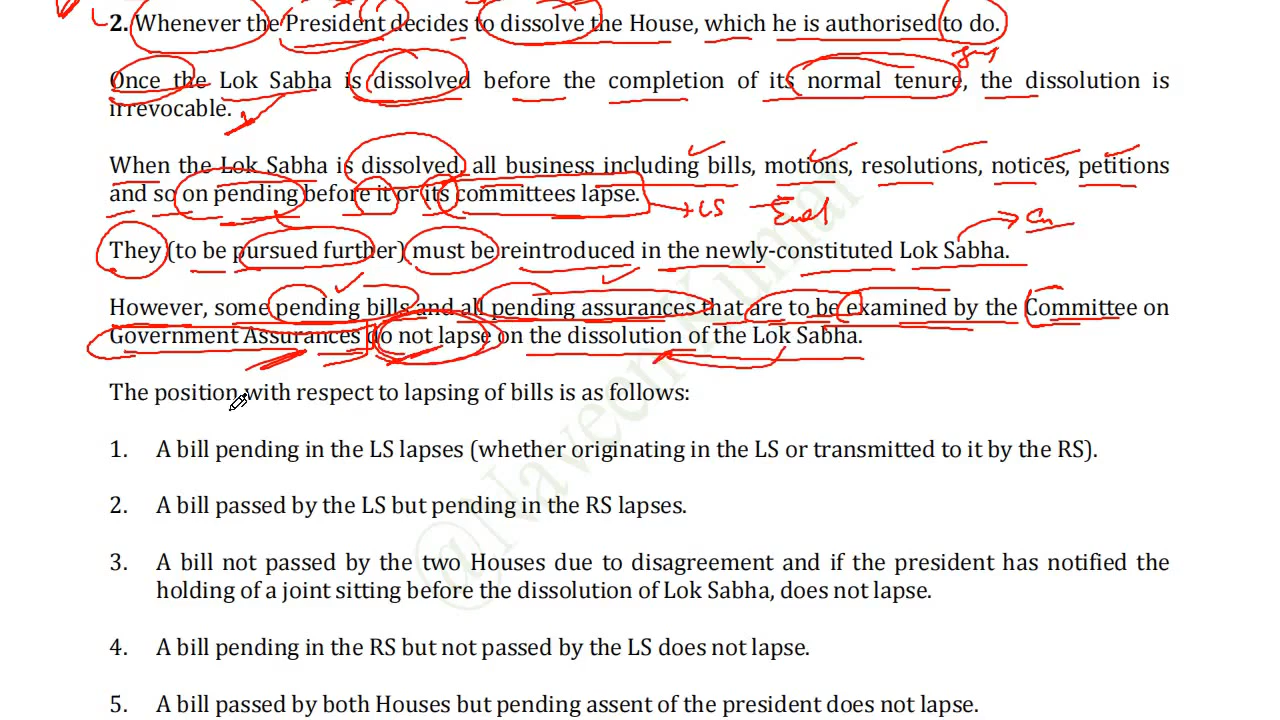 2. Whenever the President decides to dissolve the House, which he is authorised to do.
Once the Lok Sabha is dissolved before the completion of its normal tenure, the dissolution is
irrevocable.
When the Lok Sabha is dissolved, all business including bills, motions, resolutions, notices, petitions
and so on pending before it or its committees lapse.
LS
They (to be pursued further) must be reintroduced in the newly-constituted Lok Sabha.
However, some pending bills and all pending assurances that are to be examined by the Committee on
Government Assurances do not lapse on the dissolution of the Lok Sabha.
The position with respect to lapsing of bills is as follows:
1. A bill pending in the LS lapses (whether originating in the LS or transmitted to it by the RS).
2. A bill passed by the LS but pending in the RS lapses.
3. A bill not passed by the two Houses due to disagreement and if the president has notified the
holding of a joint sitting before the dissolution of Lok Sabha, does not lapse.
4. A bill pending in the RS but not passed by the LS does not lapse.
5. A bill passed by both Houses but pending assent of the president does not lapse.
@Naveen Kumar